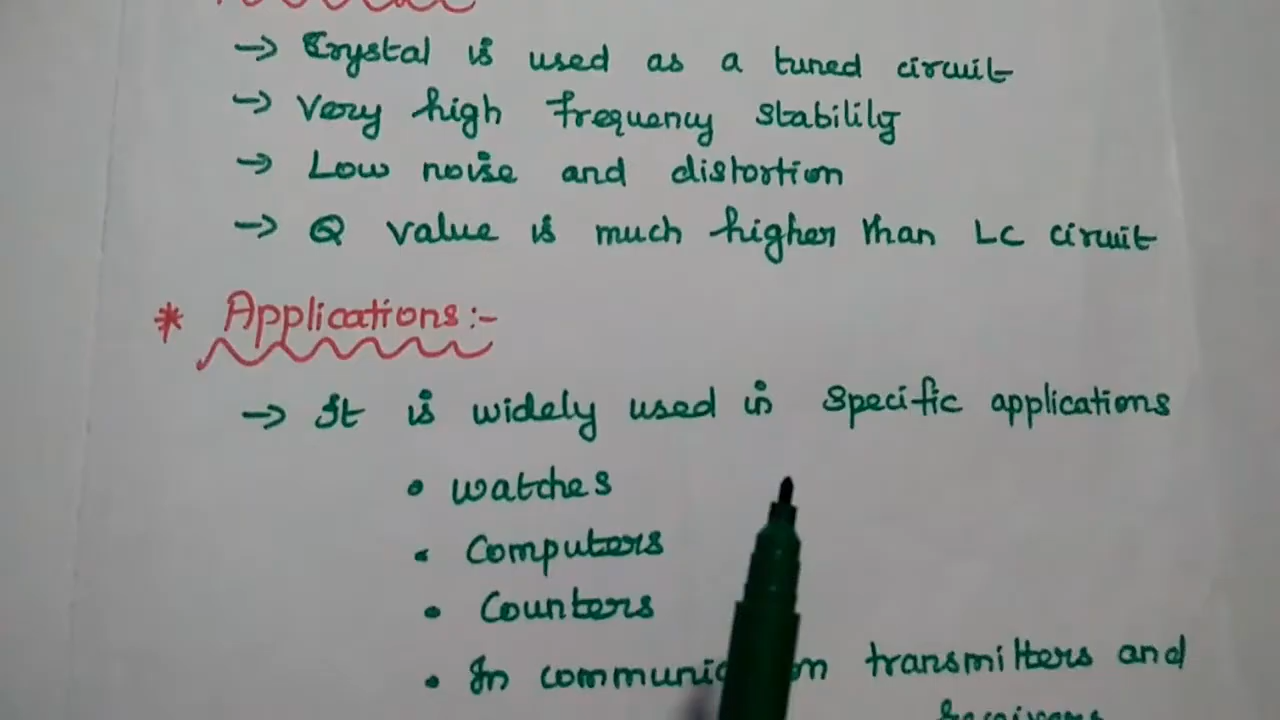 → Crystal is used as a tuned circuit
→ Very high frequency stability
→ Low noise and distortion
→ Q value is much higher than LC circuit
* Applications:-
→ It is widely used in specific applications
• watches
• Computers
• Counters
• In transmitters and